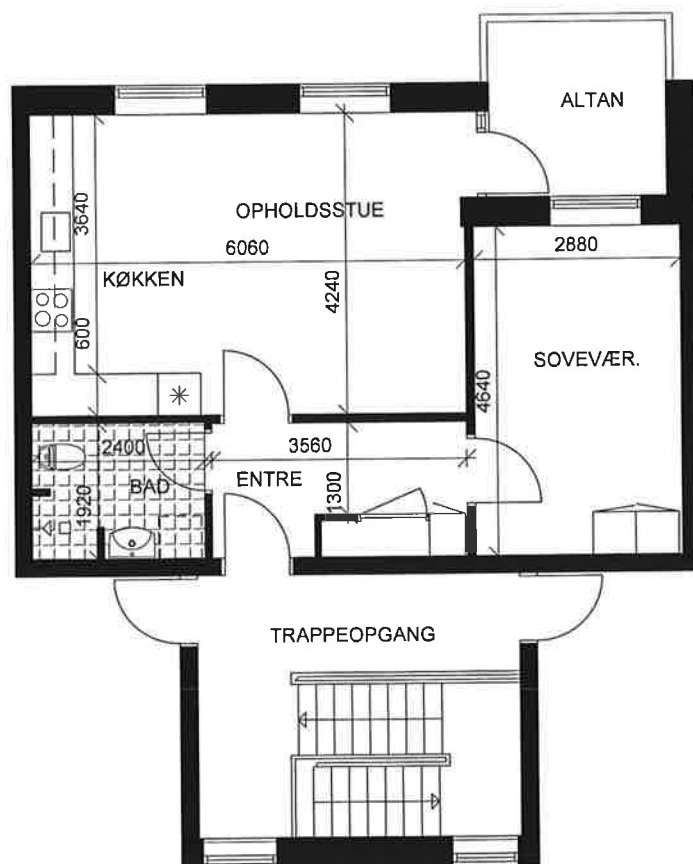 ALTAN
OPHOLDSSTUE
3640
6060
2880
KØKKEN
4240
600
SOVEVÆR.
4640
2400
3560
BAD
ENTRE
1920
1300
TRAPPEOPGANG